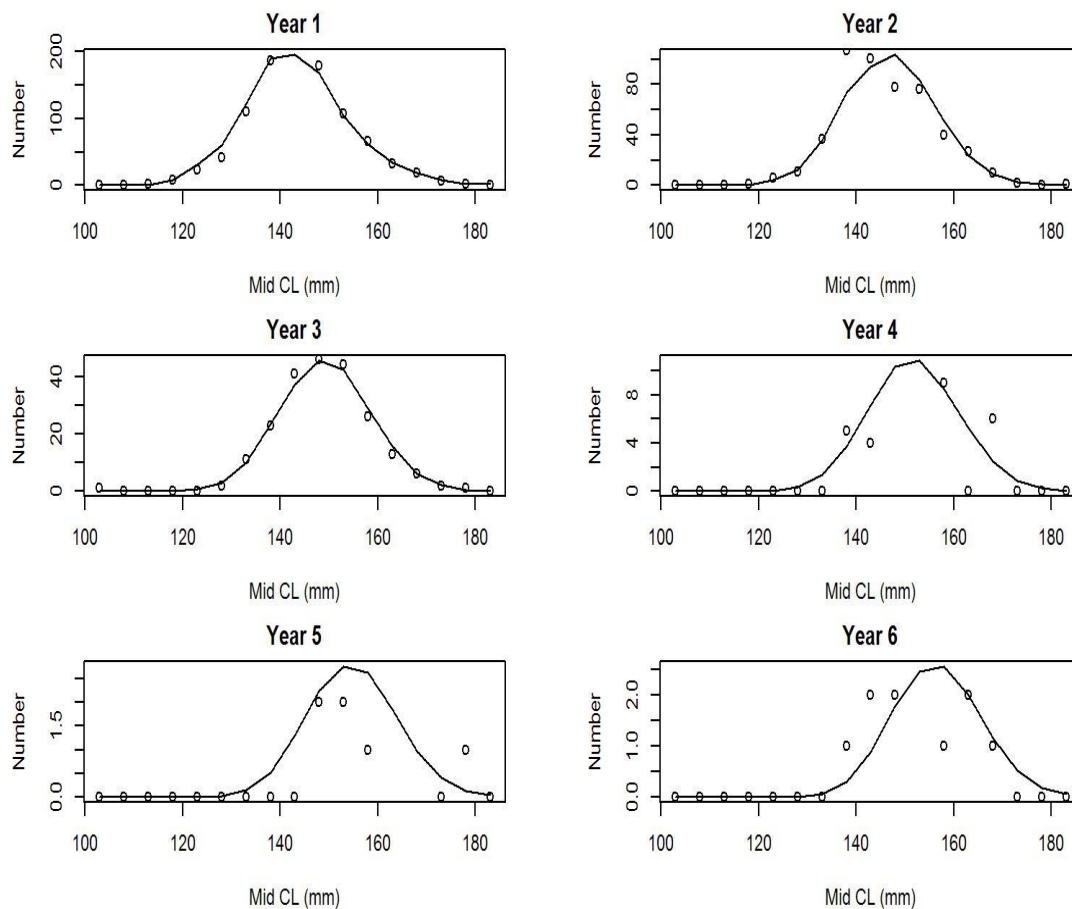 Year 1
Number
0 100 200
100 120 140 160 180
Mid CL (mm)
Year 2
Number
0 40 80
100 120 140 160 180
Mid CL (mm)
Year 3
Number
0 20 40
100 120 140 160 180
Mid CL (mm)
Year 4
Number
0 4 8
100 120 140 160 180
Mid CL (mm)
Year 5
Number
0.0 1.5
100 120 140 160 180
Mid CL (mm)
Year 6
Number
0.0 1.0 2.0
100 120 140 160 180
Mid CL (mm)